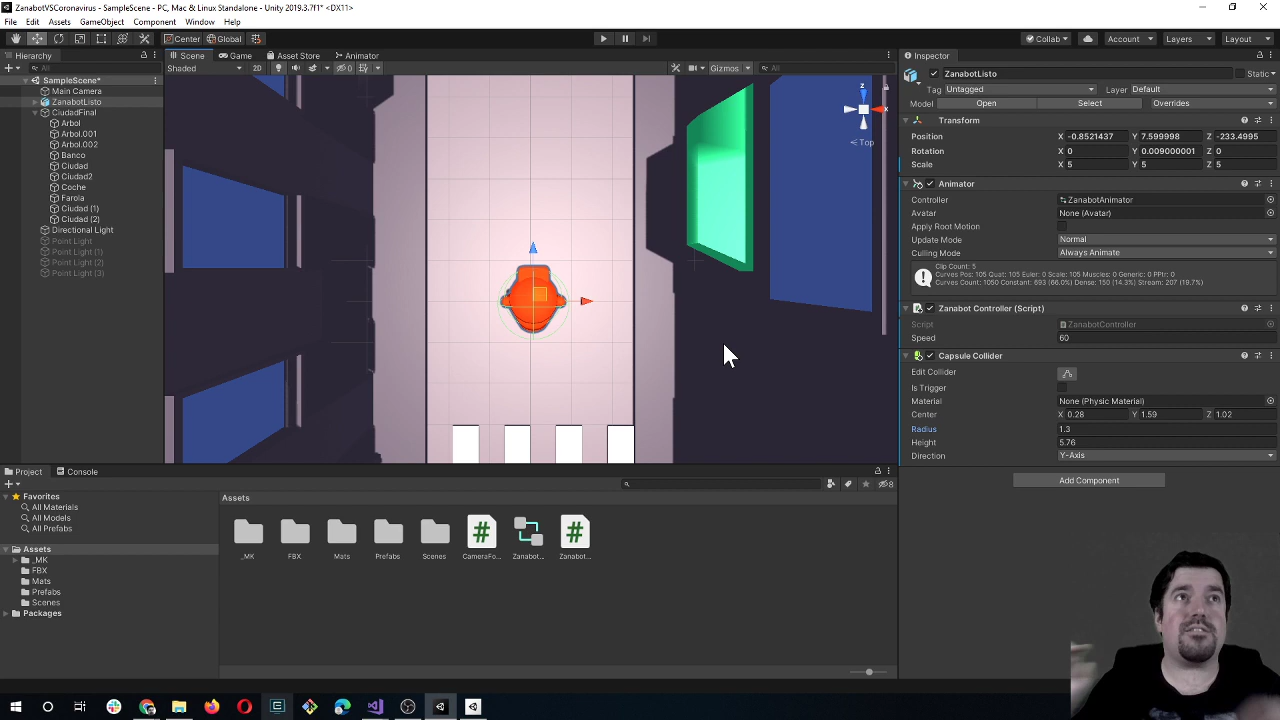 ZanabotVSCoronavirus - SampleScene - PC, Mac & Linux Standalone - Unity 2019.3.7f1* <DX11>
File Edit Assets GameObject Component Window Help
Center Global Collab Account Layers Layout
Hierarchy Scene Game Asset Store Animator Inspector
All Shaded 2D 0 Gizmos All
ZanabotListo Static
SampleScene*
Main Camera
ZanabotListo
CiudadFinal
Arbol
Arbol.001
Arbol.002
Banco
Ciudad
Ciudad2
Coche
Farola
Ciudad (1)
Ciudad (2)
Directional Light
Point Light
Point Light (1)
Point Light (2)
Point Light (3)
z
x
Top
Tag Untagged Layer Default
Model Open Select Overrides
Transform
Position X -0.8521437 Y 7.599998 Z -233.4995
Rotation X 0 Y 0.009000001 Z 0
Scale X 5 Y 5 Z 5
Animator
Controller ZanabotAnimator
Avatar None (Avatar)
Apply Root Motion
Update Mode Normal
Culling Mode Always Animate
Clip Count: 5
Curves Pos: 105 Quat: 105 Euler: 0 Scale: 105 Muscles: 0 Generic: 0 PPtr: 0
Curves Count: 1050 Constant: 693 (66.0%) Dense: 150 (14.3%) Stream: 207 (19.7%)
Zanabot Controller (Script)
Script ZanabotController
Speed 60
Capsule Collider
Edit Collider
Is Trigger
Material None (Physic Material)
Center X 0.28 Y 1.59 Z 1.02
Radius 1.3
Height 5.76
Direction Y-Axis
Add Component
Project Console
8
Favorites
All Materials
All Models
All Prefabs
Assets
_MK
FBX
Mats
Prefabs
Scenes
Packages
Assets
_MK FBX Mats Prefabs Scenes CameraFo... Zanabot... Zanabot...